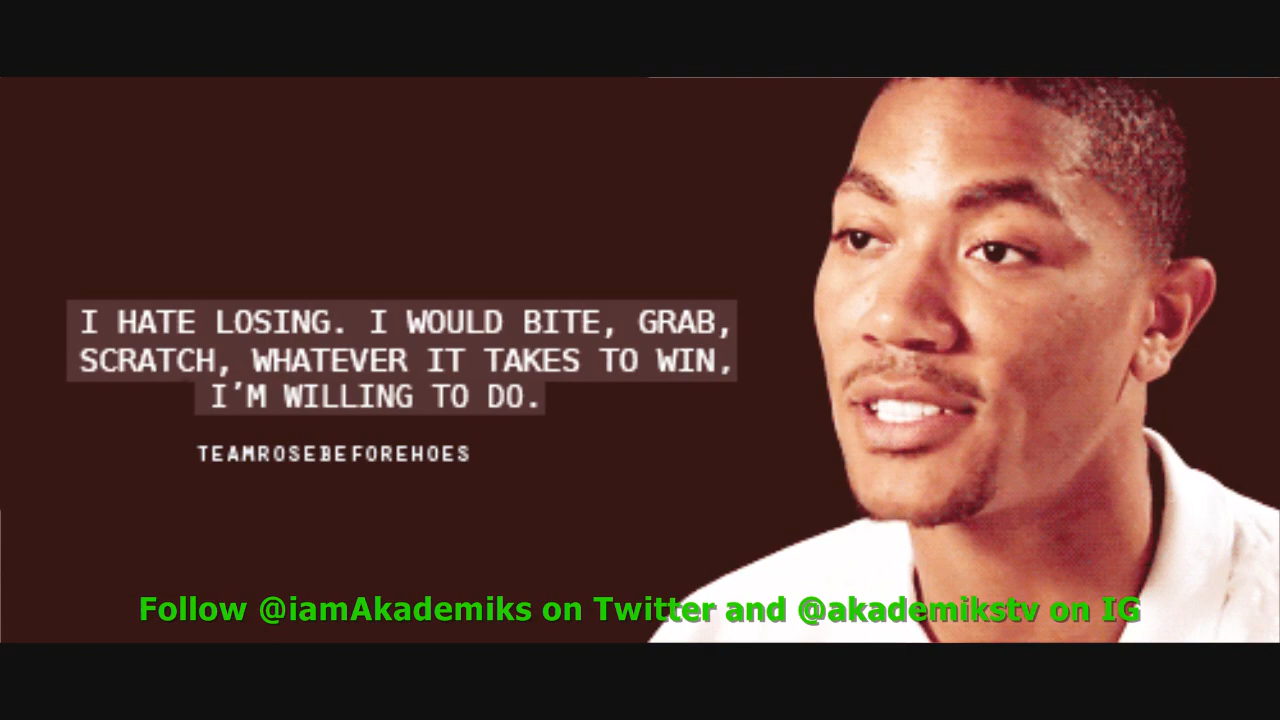 I HATE LOSING. I WOULD BITE, GRAB,
SCRATCH, WHATEVER IT TAKES TO WIN,
I'M WILLING TO DO.
TEAMROSEBEFOREHOES
Follow @iamAkademiks on Twitter and @akademikstv on IG